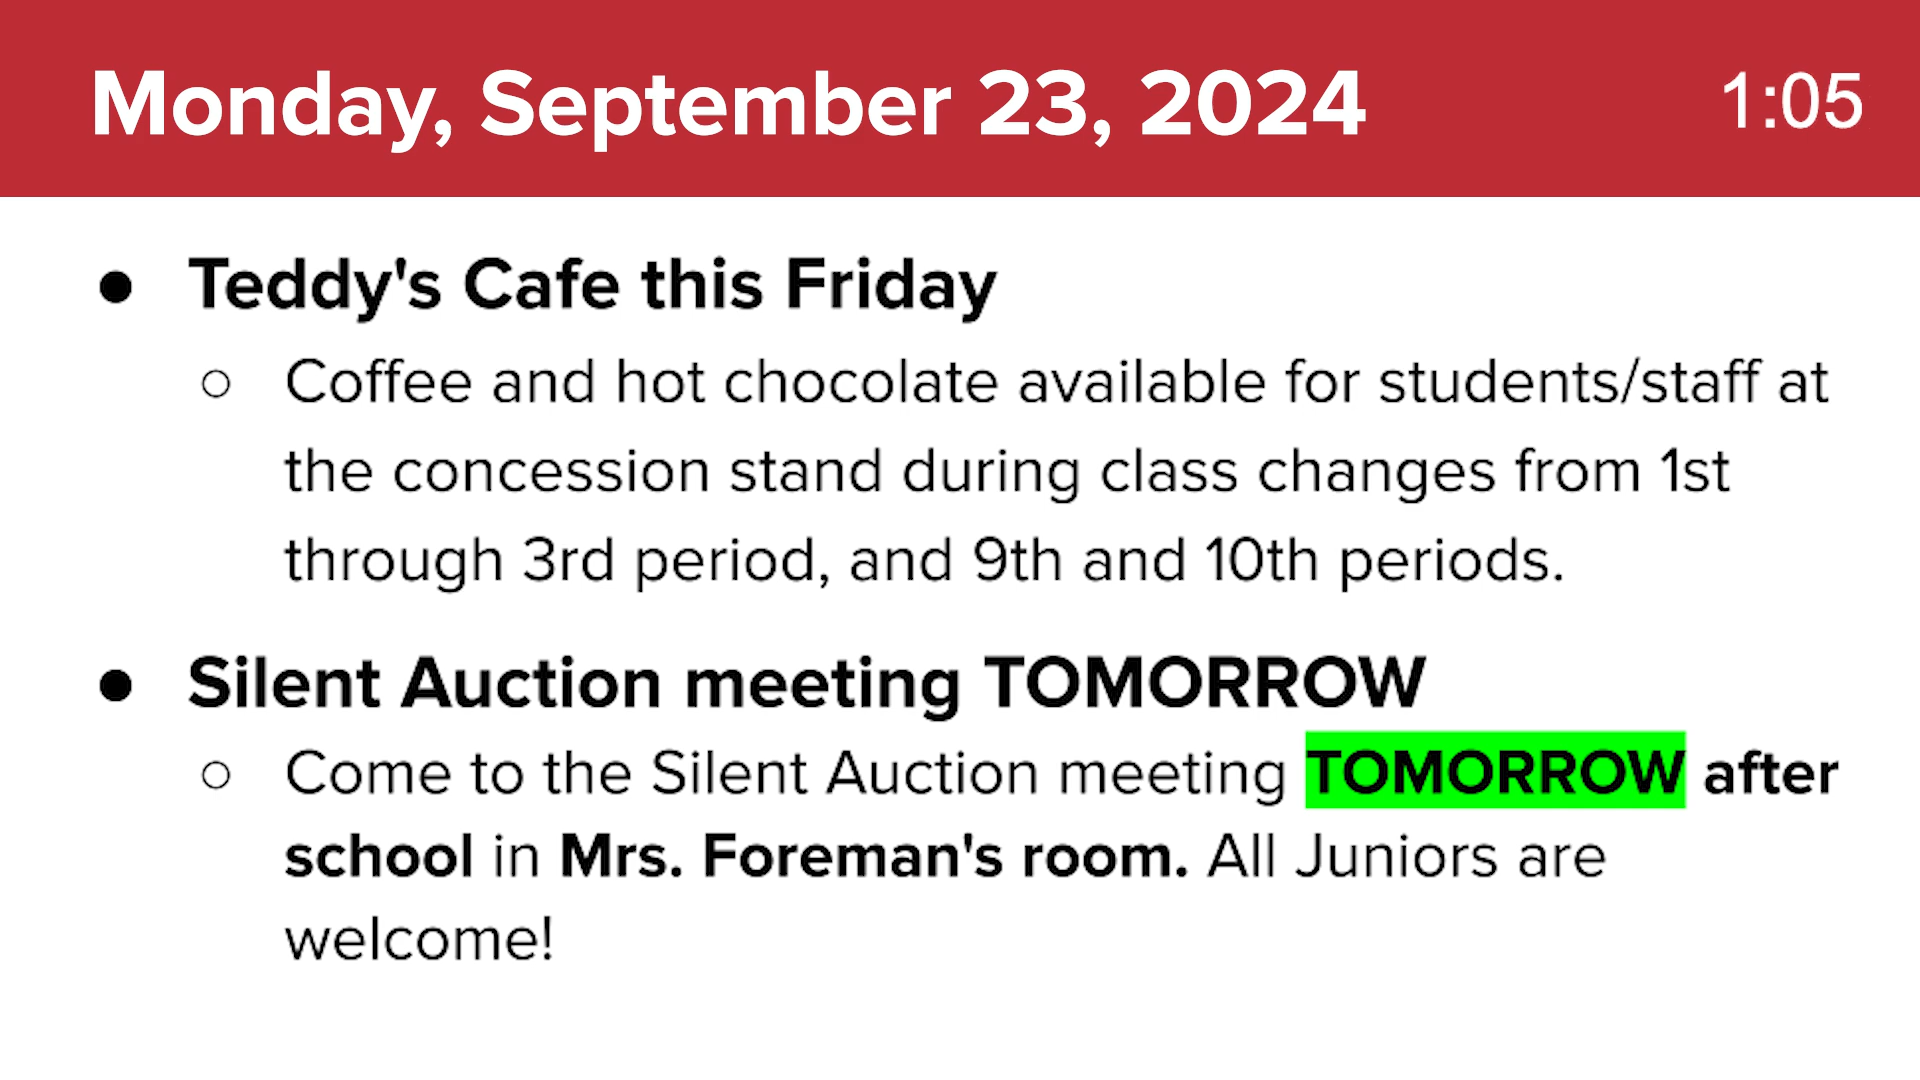 Monday, September 23, 2024
1:05
● Teddy's Cafe this Friday
○ Coffee and hot chocolate available for students/staff at
the concession stand during class changes from 1st
through 3rd period, and 9th and 10th periods.
● Silent Auction meeting TOMORROW
○ Come to the Silent Auction meeting TOMORROW after
school in Mrs. Foreman's room. All Juniors are
welcome!